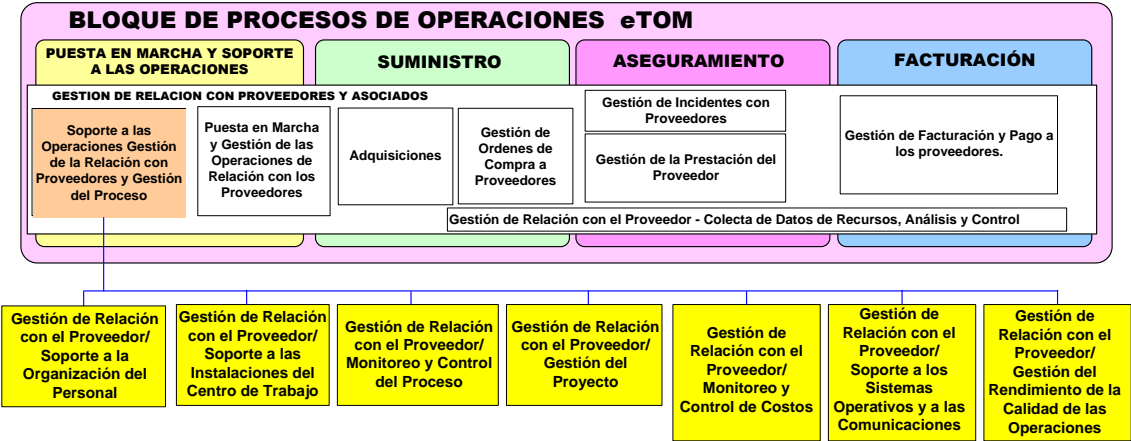 BLOQUE DE PROCESOS DE OPERACIONES eTOM
PUESTA EN MARCHA Y SOPORTE
A LAS OPERACIONES
SUMINISTRO
ASEGURAMIENTO
FACTURACIÓN
GESTION DE RELACION CON PROVEEDORES Y ASOCIADOS
Soporte a las
Operaciones Gestión
de la Relación con
Proveedores y Gestión
del Proceso
Puesta en Marcha
y Gestión de las
Operaciones de
Relación con los
Proveedores
Adquisiciones
Gestión de
Ordenes de
Compra a
Proveedores
Gestión de Incidentes con
Proveedores
Gestión de la Prestación del
Proveedor
Gestión de Facturación y Pago a
los proveedores.
Gestión de Relación con el Proveedor - Colecta de Datos de Recursos, Análisis y Control
Gestión de Relación
con el Proveedor/
Soporte a la
Organización del
Personal
Gestión de Relación
con el Proveedor/
Soporte a las
Instalaciones del
Centro de Trabajo
Gestión de Relación
con el Proveedor/
Monitoreo y Control
del Proceso
Gestión de Relación
con el Proveedor/
Gestión del
Proyecto
Gestión de
Relación con el
Proveedor/
Monitoreo y
Control de Costos
Gestión de
Relación con el
Proveedor/
Soporte a los
Sistemas
Operativos y a las
Comunicaciones
Gestión de
Relación con el
Proveedor/
Gestión del
Rendimiento de la
Calidad de las
Operaciones